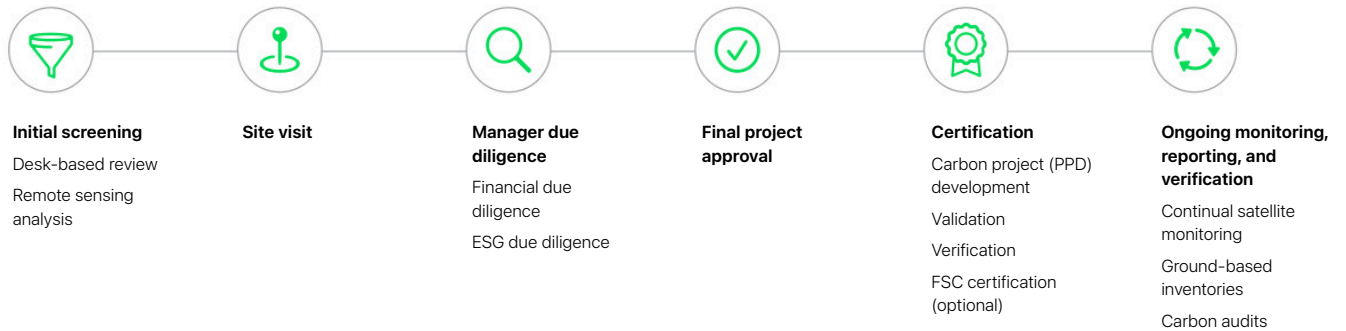 Initial screening
Desk-based review
Remote sensing
analysis
Site visit
Manager due
diligence
Financial due
diligence
ESG due diligence
Final project
approval
Certification
Carbon project (PPD)
development
Validation
Verification
FSC certification
(optional)
Ongoing monitoring,
reporting, and
verification
Continual satellite
monitoring
Ground-based
inventories
Carbon audits